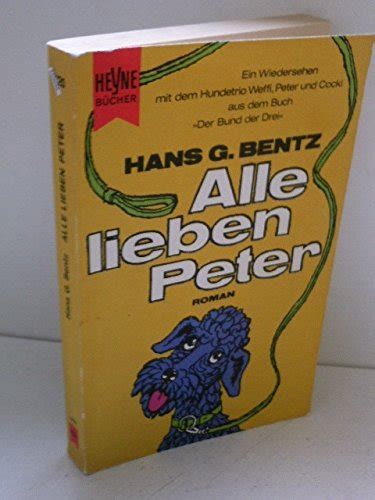 HEYNE
BÜCHER
Ein Wiedersehen
mit dem Hundetrio Weffi, Peter und Cocki
aus dem Buch
»Der Bund der Drei«
HANS G. BENTZ
Alle
lieben
Peter
ROMAN
Hans G. Bentz ALLE LIEBEN PETER